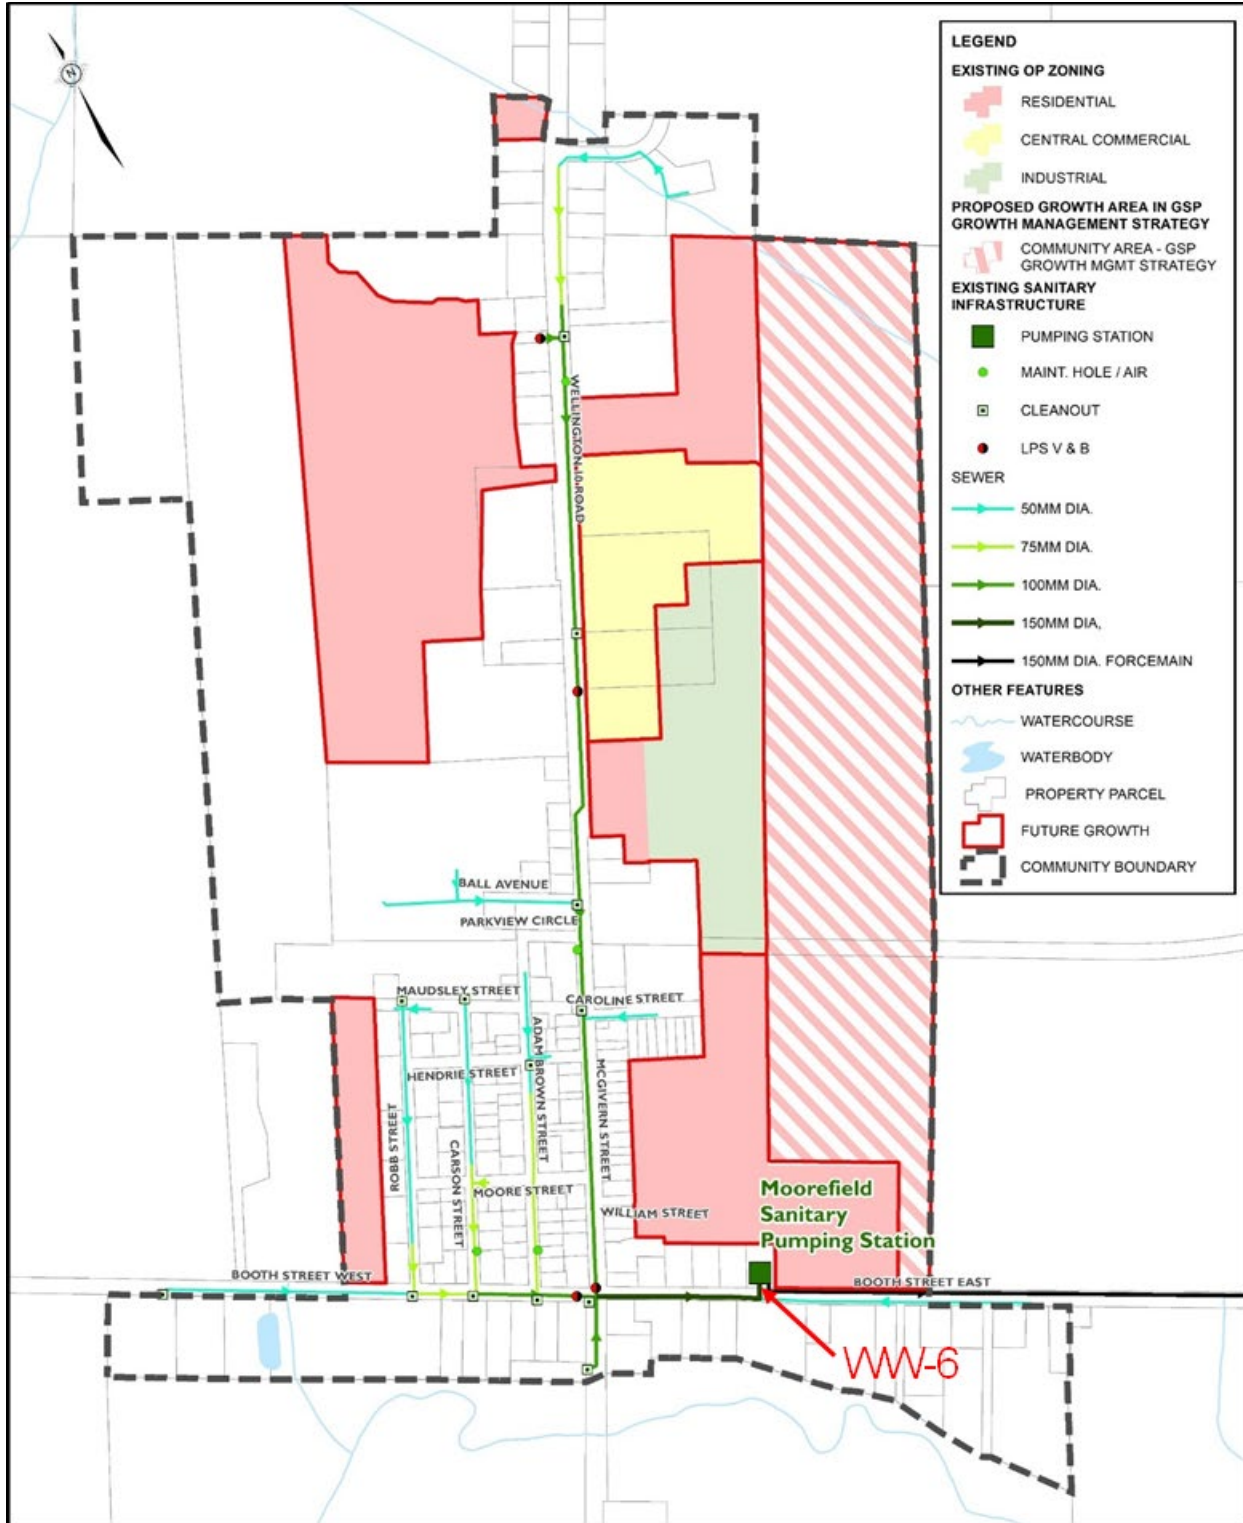 N
LEGEND
EXISTING OP ZONING
RESIDENTIAL
CENTRAL COMMERCIAL
INDUSTRIAL
PROPOSED GROWTH AREA IN GSP
GROWTH MANAGEMENT STRATEGY
COMMUNITY AREA - GSP
GROWTH MGMT STRATEGY
EXISTING SANITARY
INFRASTRUCTURE
PUMPING STATION
MAINT. HOLE / AIR
CLEANOUT
LPS V & B
SEWER
50MM DIA.
75MM DIA.
100MM DIA.
150MM DIA,
150MM DIA. FORCEMAIN
OTHER FEATURES
WATERCOURSE
WATERBODY
PROPERTY PARCEL
FUTURE GROWTH
COMMUNITY BOUNDARY
WELLINGTON 10 ROAD
BALL AVENUE
PARKVIEW CIRCLE
MAUDSLEY STREET
CAROLINE STREET
ADAM BROWN STREET
HENDRIE STREET
MCGIVERN STREET
ROBB STREET
CARSON STREET
MOORE STREET
WILLIAM STREET
Moorefield
Sanitary
Pumping Station
BOOTH STREET WEST
BOOTH STREET EAST
WW-6